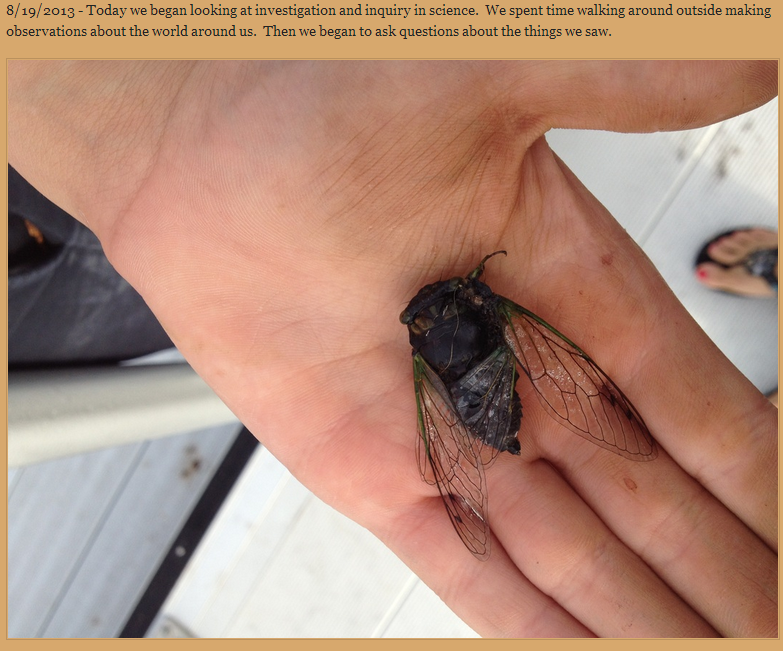 8/19/2013 - Today we began looking at investigation and inquiry in science.  We spent time walking around outside making
observations about the world around us.  Then we began to ask questions about the things we saw.